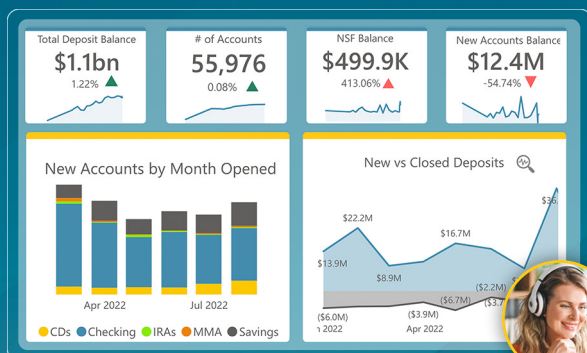 Total Deposit Balance
$1.1bn
1.22%
# of Accounts
55,976
0.08%
NSF Balance
$499.9K
413.06%
New Accounts Balance
$12.4M
-54.74%
New Accounts by Month Opened
Apr 2022
Jul 2022
CDs
Checking
IRAs
MMA
Savings
New vs Closed Deposits
$13.9M
$22.2M
$8.9M
$16.7M
($6.0M)
($3.9M)
($6.7M)
($2.2M)
2022
Apr 2022